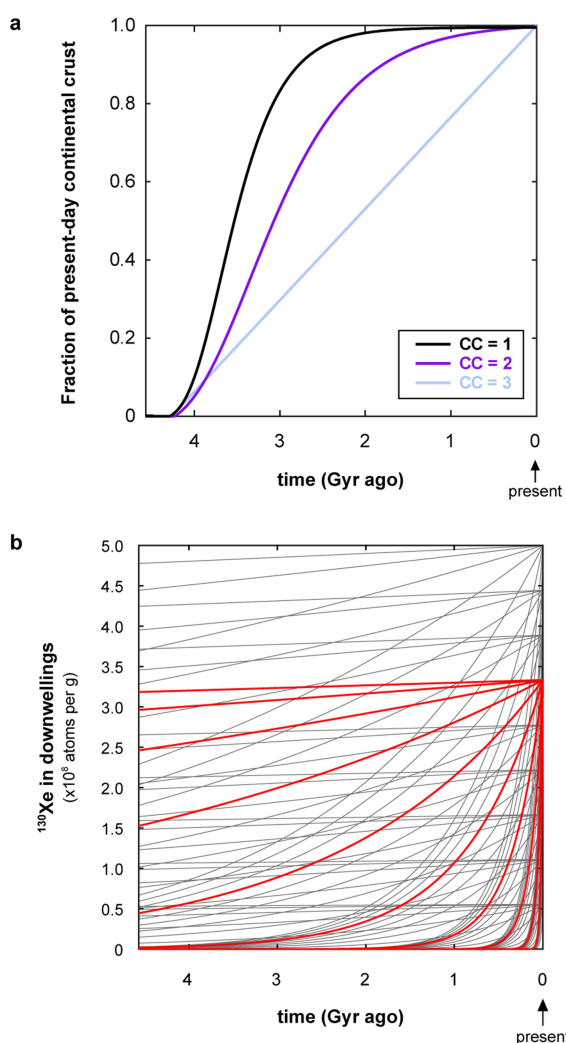 a
Fraction of present-day continental crust
1.0
0.8
0.6
0.4
0.2
0
CC = 1
CC = 2
CC = 3
4 3 2 1 0
time (Gyr ago)
present
b
¹³⁰Xe in downwellings
(x10⁸ atoms per g)
5.0
4.5
4.0
3.5
3.0
2.5
2.0
1.5
1.0
0.5
0
4 3 2 1 0
time (Gyr ago)
present